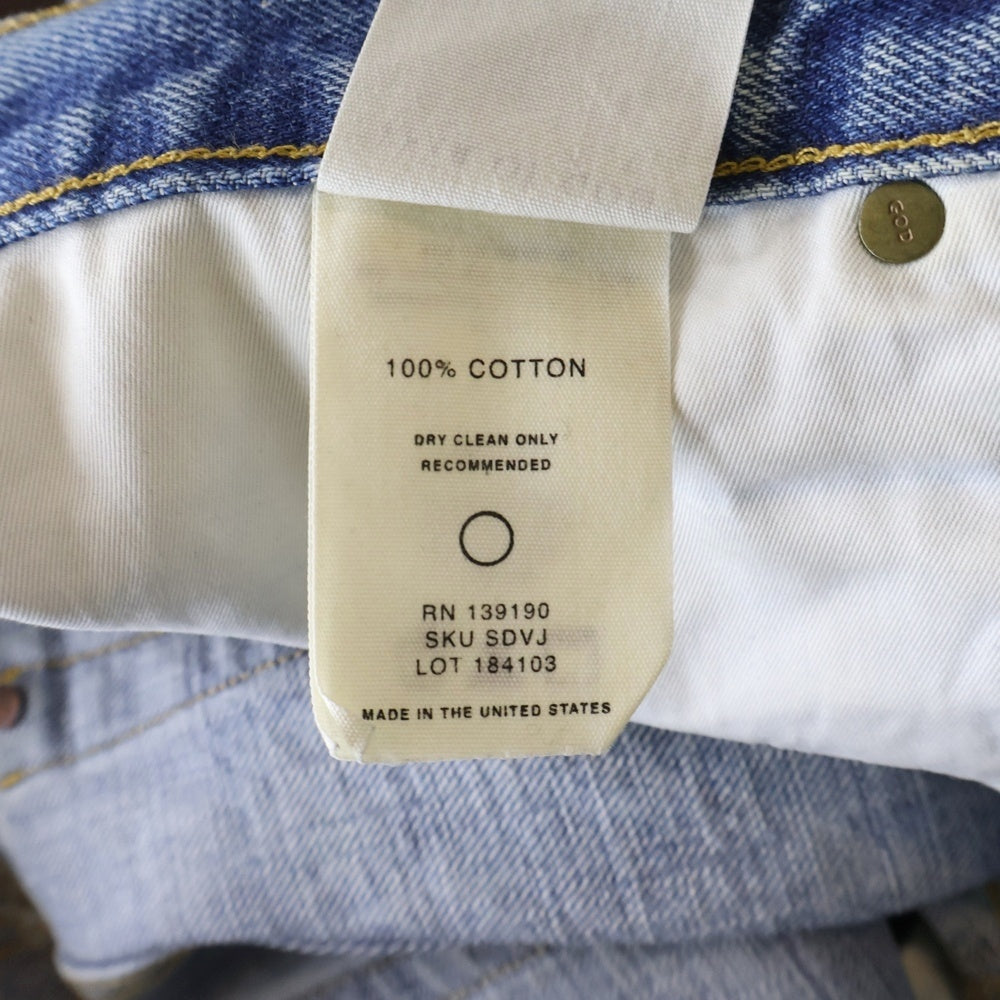 100% COTTON
DRY CLEAN ONLY
RECOMMENDED
RN 139190
SKU SDVJ
LOT 184103
MADE IN THE UNITED STATES
GOD